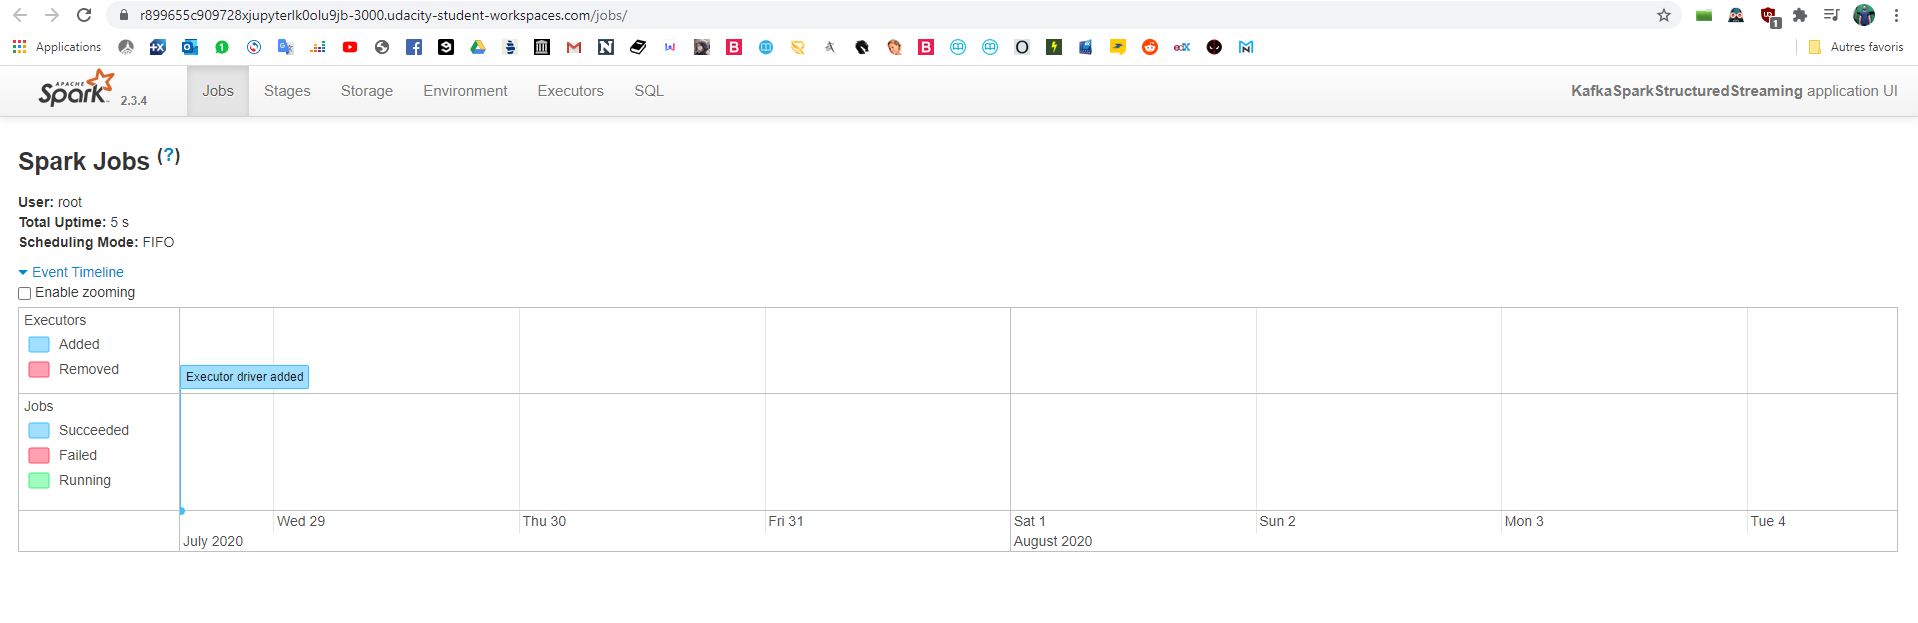 r899655c909728xjupyterlk0olu9jb-3000.udacity-student-workspaces.com/jobs/
Applications
Autres favoris
APACHE
Spark 2.3.4 Jobs Stages Storage Environment Executors SQL KafkaSparkStructuredStreaming application UI
Spark Jobs (?)
User: root
Total Uptime: 5 s
Scheduling Mode: FIFO
Event Timeline
Enable zooming
Executors
Added
Removed
Executor driver added
Jobs
Succeeded
Failed
Running
Wed 29 Thu 30 Fri 31 Sat 1 Sun 2 Mon 3 Tue 4
July 2020 August 2020